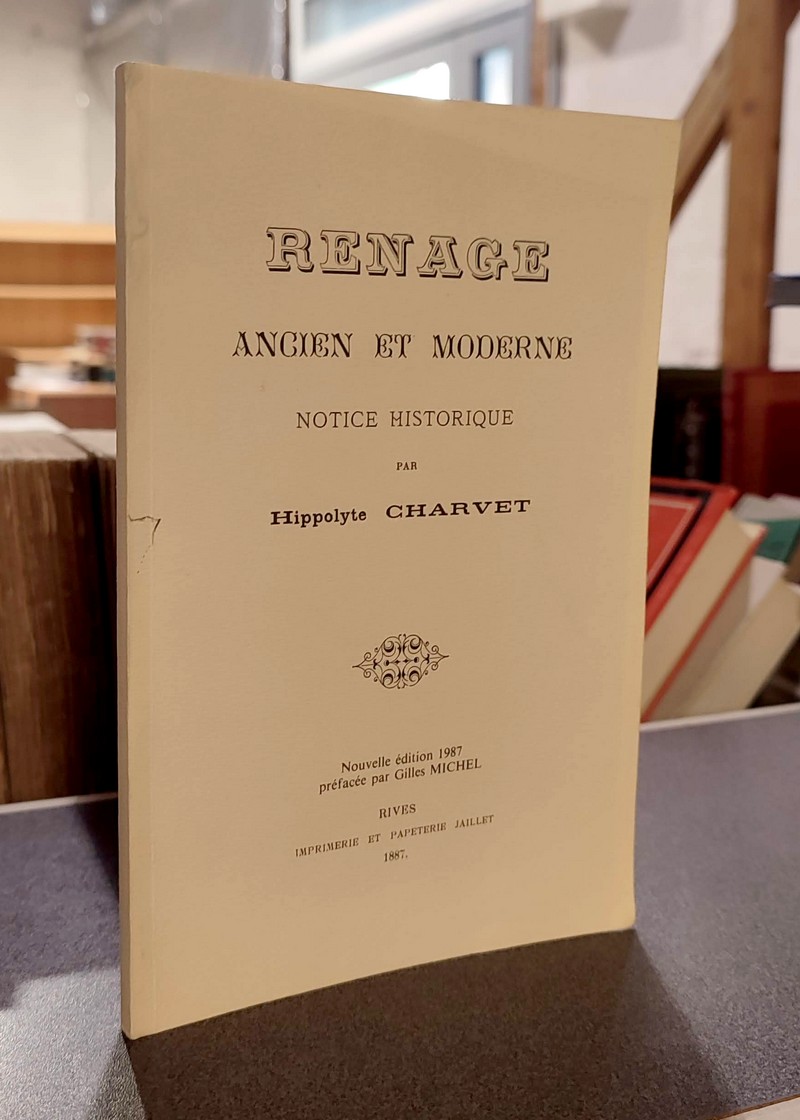 RENAGE
ANCIEN ET MODERNE
NOTICE HISTORIQUE
PAR
Hippolyte CHARVET
Nouvelle édition 1987
préfacée par Gilles MICHEL
RIVES
IMPRIMERIE ET PAPETERIE JAILLET
1887.